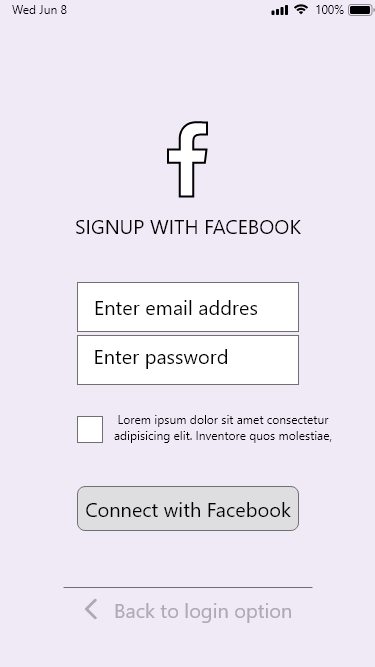 Wed Jun 8 100%
SIGNUP WITH FACEBOOK
Enter email addres
Enter password
Lorem ipsum dolor sit amet consectetur
adipisicing elit. Inventore quos molestiae,
Connect with Facebook
Back to login option